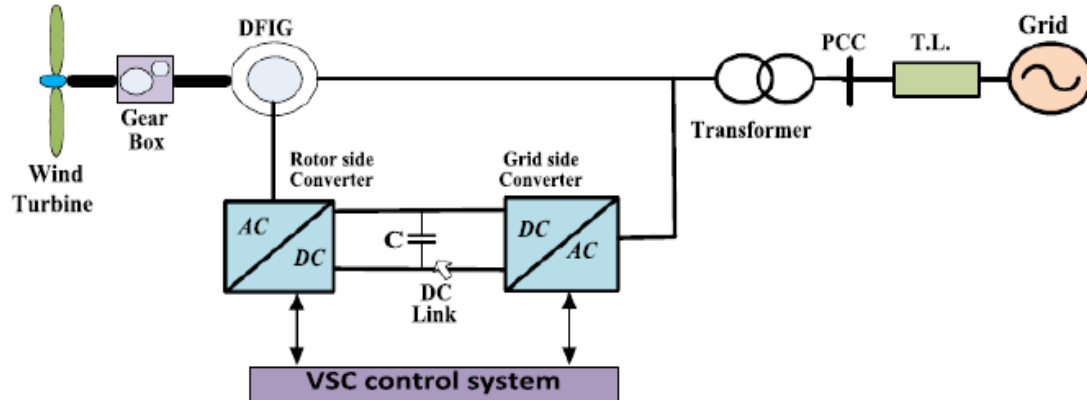 DFIG
PCC
T.L.
Grid
Gear
Box
Transformer
Wind
Turbine
Rotor side
Converter
Grid side
Converter
AC
DC
C
DC
AC
DC
Link
VSC control system